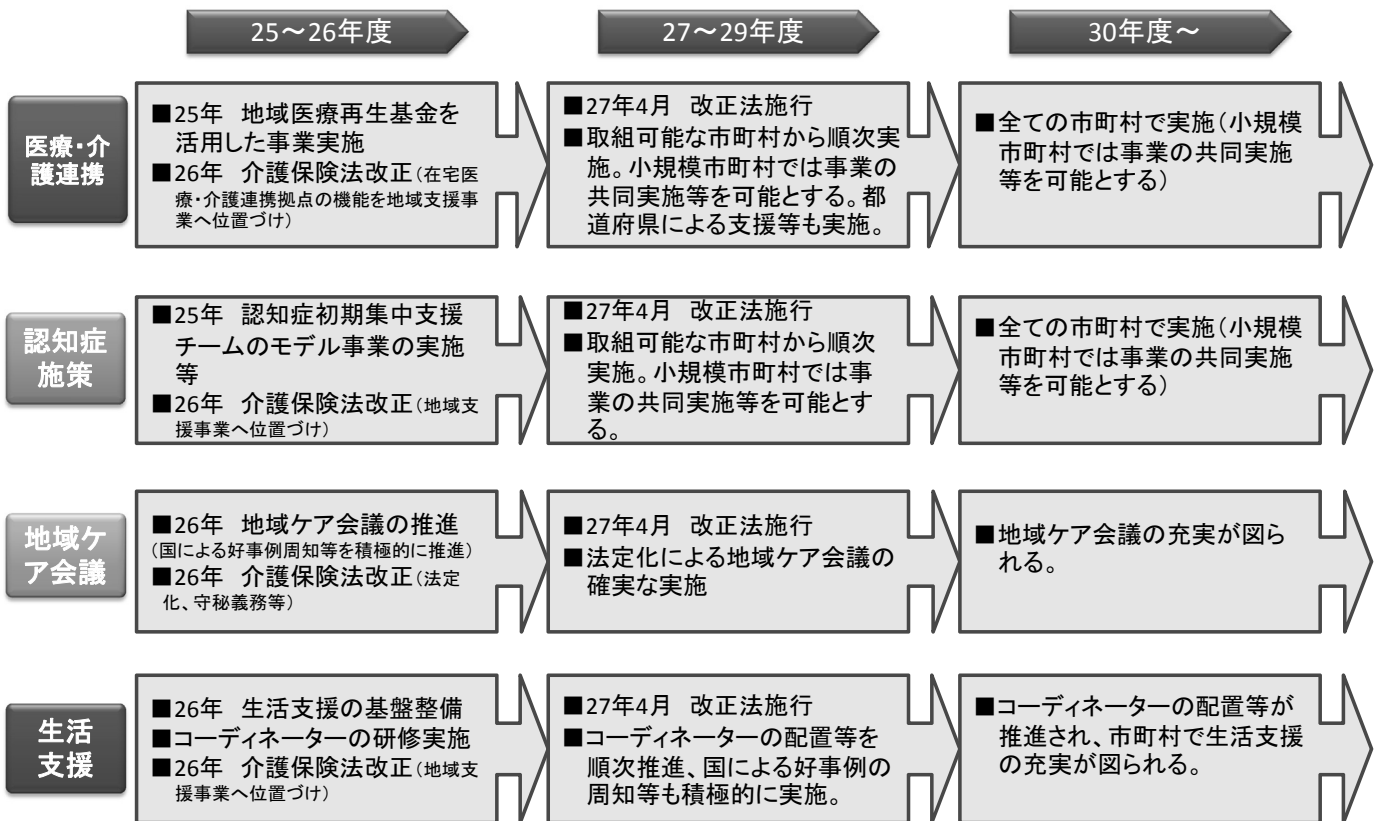 25～26年度
27～29年度
30年度～
医療・介
護連携
■25年　地域医療再生基金を
活用した事業実施
■26年　介護保険法改正(在宅医
療・介護連携拠点の機能を地域支援事
業へ位置づけ)
■27年4月　改正法施行
■取組可能な市町村から順次実
施。小規模市町村では事業の
共同実施等を可能とする。都
道府県による支援等も実施。
■全ての市町村で実施(小規模
市町村では事業の共同実施
等を可能とする)
認知症
施策
■25年　認知症初期集中支援
チームのモデル事業の実施
等
■26年　介護保険法改正(地域支
援事業へ位置づけ)
■27年4月　改正法施行
■取組可能な市町村から順次
実施。小規模市町村では事
業の共同実施等を可能とす
る。
■全ての市町村で実施(小規模
市町村では事業の共同実施
等を可能とする)
地域ケ
ア会議
■26年　地域ケア会議の推進
(国による好事例周知等を積極的に推進)
■26年　介護保険法改正(法定
化、守秘義務等)
■27年4月　改正法施行
■法定化による地域ケア会議の
確実な実施
■地域ケア会議の充実が図ら
れる。
生活
支援
■26年　生活支援の基盤整備
■コーディネーターの研修実施
■26年　介護保険法改正(地域支
援事業へ位置づけ)
■27年4月　改正法施行
■コーディネーターの配置等を
順次推進、国による好事例の
周知等も積極的に実施。
■コーディネーターの配置等が
推進され、市町村で生活支援
の充実が図られる。